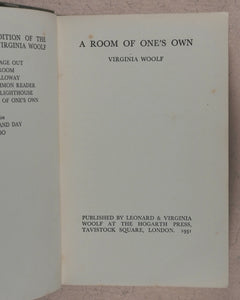 DITION OF THE
VIRGINIA WOOLF
AGE OUT
ROOM
LLOWAY
MMON READER
LIGHTHOUSE
OF ONE'S OWN
AND DAY
A ROOM OF ONE'S OWN
VIRGINIA WOOLF
PUBLISHED BY LEONARD & VIRGINIA
WOOLF AT THE HOGARTH PRESS,
TAVISTOCK SQUARE, LONDON. 1931